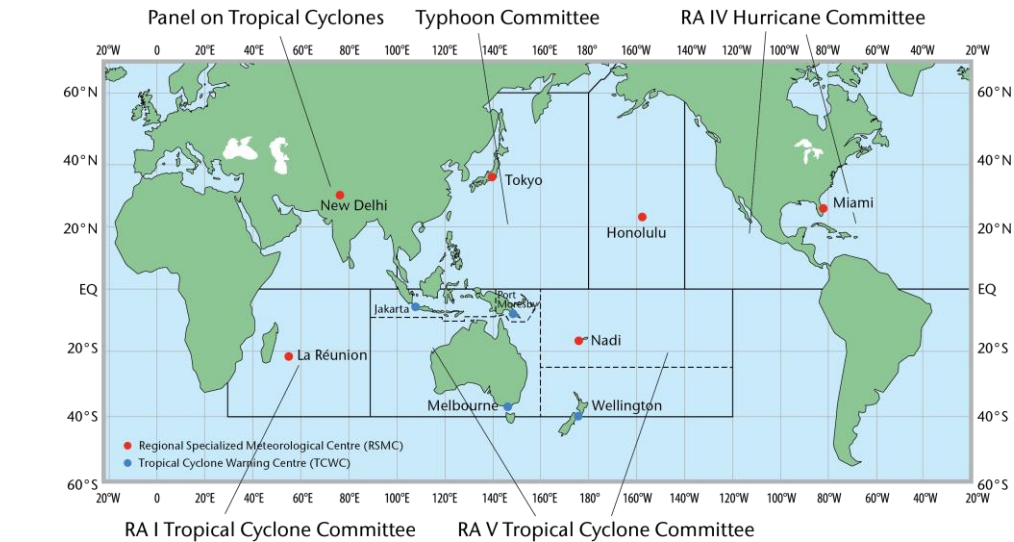 Panel on Tropical Cyclones Typhoon Committee RA IV Hurricane Committee
20°W 0° 20°E 40°E 60°E 80°E 100°E 120°E 140°E 160°E 180° 160°W 140°W 120°W 100°W 80°W 60°W 40°W 20°W
60°N 60°N
40°N 40°N
Tokyo
New Delhi Miami
20°N Honolulu 20°N
EQ EQ
Port
Jakarta Moresby
Nadi
20°S La Réunion 20°S
Melbourne Wellington
40°S 40°S
Regional Specialized Meteorological Centre (RSMC)
Tropical Cyclone Warning Centre (TCWC)
60°S 60°S
20°W 0° 20°E 40°E 60°E 80°E 100°E 120°E 140°E 160°E 180° 160°W 140°W 120°W 100°W 80°W 60°W 40°W 20°W
RA I Tropical Cyclone Committee RA V Tropical Cyclone Committee